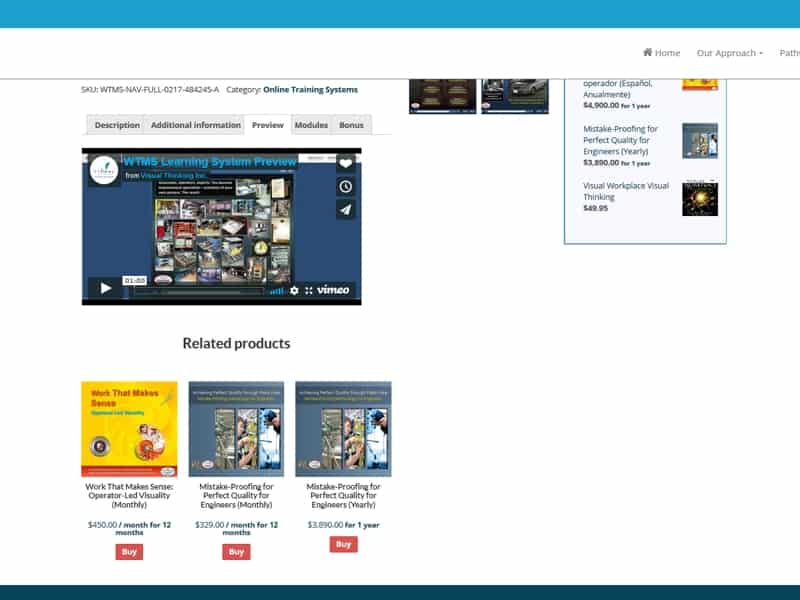 Home
Our Approach
Paths
SKU: WTMS-NAV-FULL-0217-484245-A Category: Online Training Systems
operador (Español,
Anualmente)
$4,900.00 for 1 year
Description
Additional information
Preview
Modules
Bonus
Mistake-Proofing for
Perfect Quality for
Engineers (Yearly)
$3,890.00 for 1 year
WTMS Learning System Preview
from Visual Thinking Inc.
Visual Workplace Visual
Thinking
$49.95
01:00
vimeo
Related products
Work That Makes
Sense
Operator-Led Visuality
Work That Makes Sense:
Operator-Led Visuality
(Monthly)
$450.00 / month for 12
months
Buy
Mistake-Proofing for
Perfect Quality for
Engineers (Monthly)
$329.00 / month for 12
months
Buy
Mistake-Proofing for
Perfect Quality for
Engineers (Yearly)
$3,890.00 for 1 year
Buy